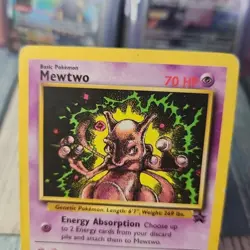 Basic Pokémon
Mewtwo
70 HP
Genetic Pokémon. Length: 6'7", Weight: 269 lbs.
Energy Absorption Choose up
to 2 Energy cards from your discard
pile and attach them to Mewtwo.